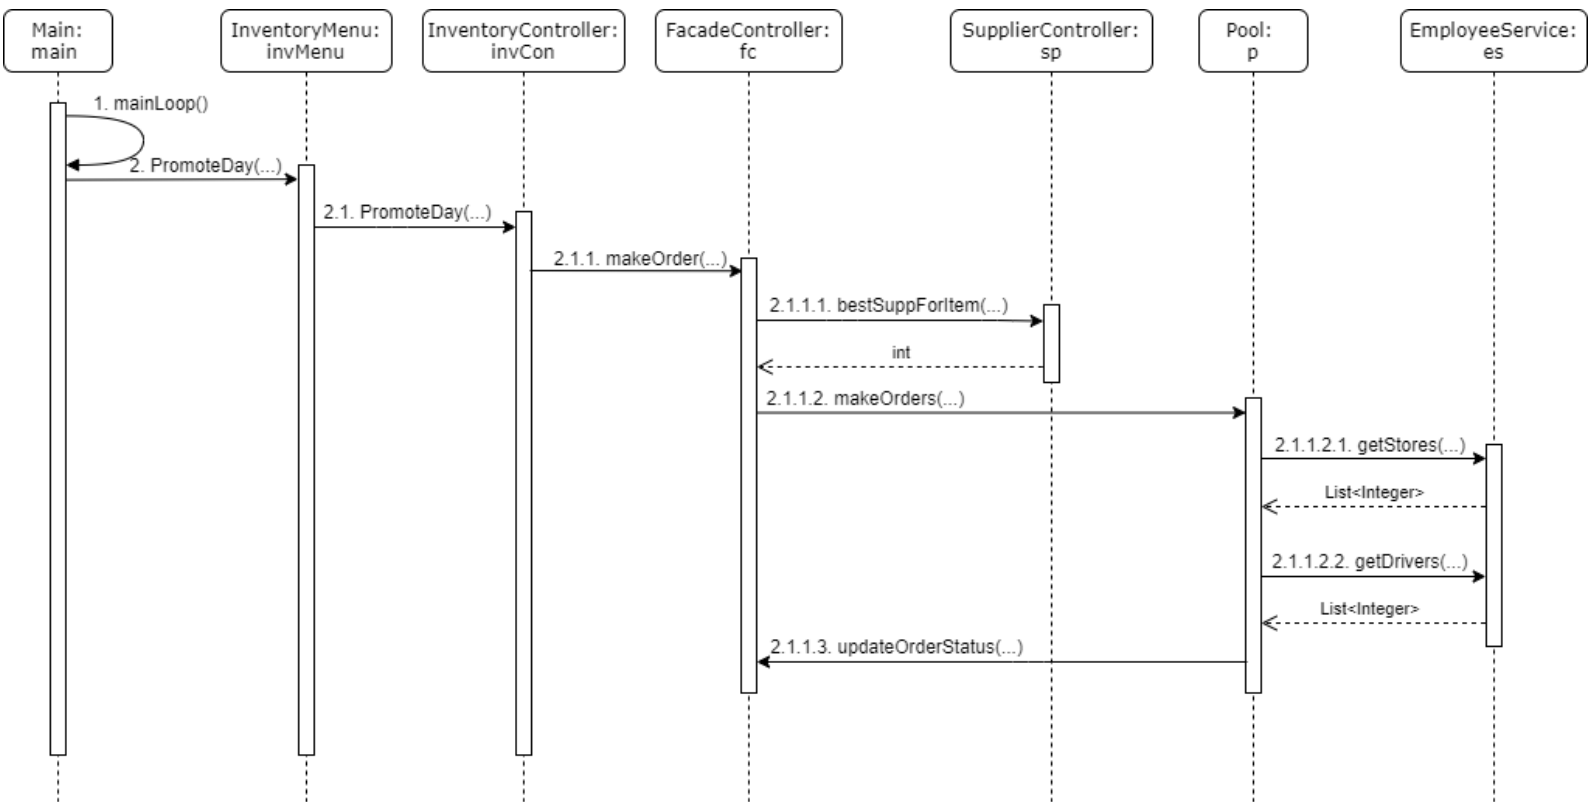 Main:
main
InventoryMenu:
invMenu
InventoryController:
invCon
FacadeController:
fc
SupplierController:
sp
Pool:
p
EmployeeService:
es
1. mainLoop()
2. PromoteDay(...)
2.1. PromoteDay(...)
2.1.1. makeOrder(...)
2.1.1.1. bestSuppForItem(...)
int
2.1.1.2. makeOrders(...)
2.1.1.2.1. getStores(...)
List<Integer>
2.1.1.2.2. getDrivers(...)
List<Integer>
2.1.1.3. updateOrderStatus(...)